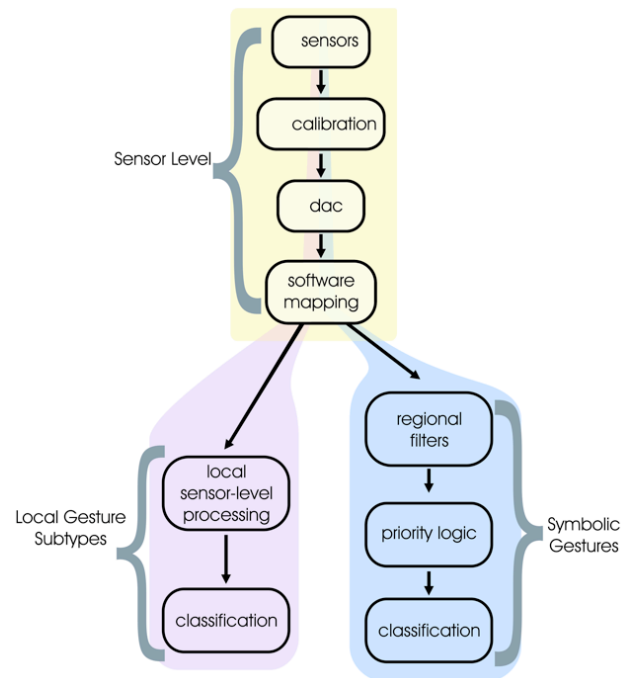 sensors
calibration
Sensor Level
dac
software
mapping
regional
filters
local
sensor-level
processing
Local Gesture
Subtypes
priority logic
Symbolic
Gestures
classification
classification